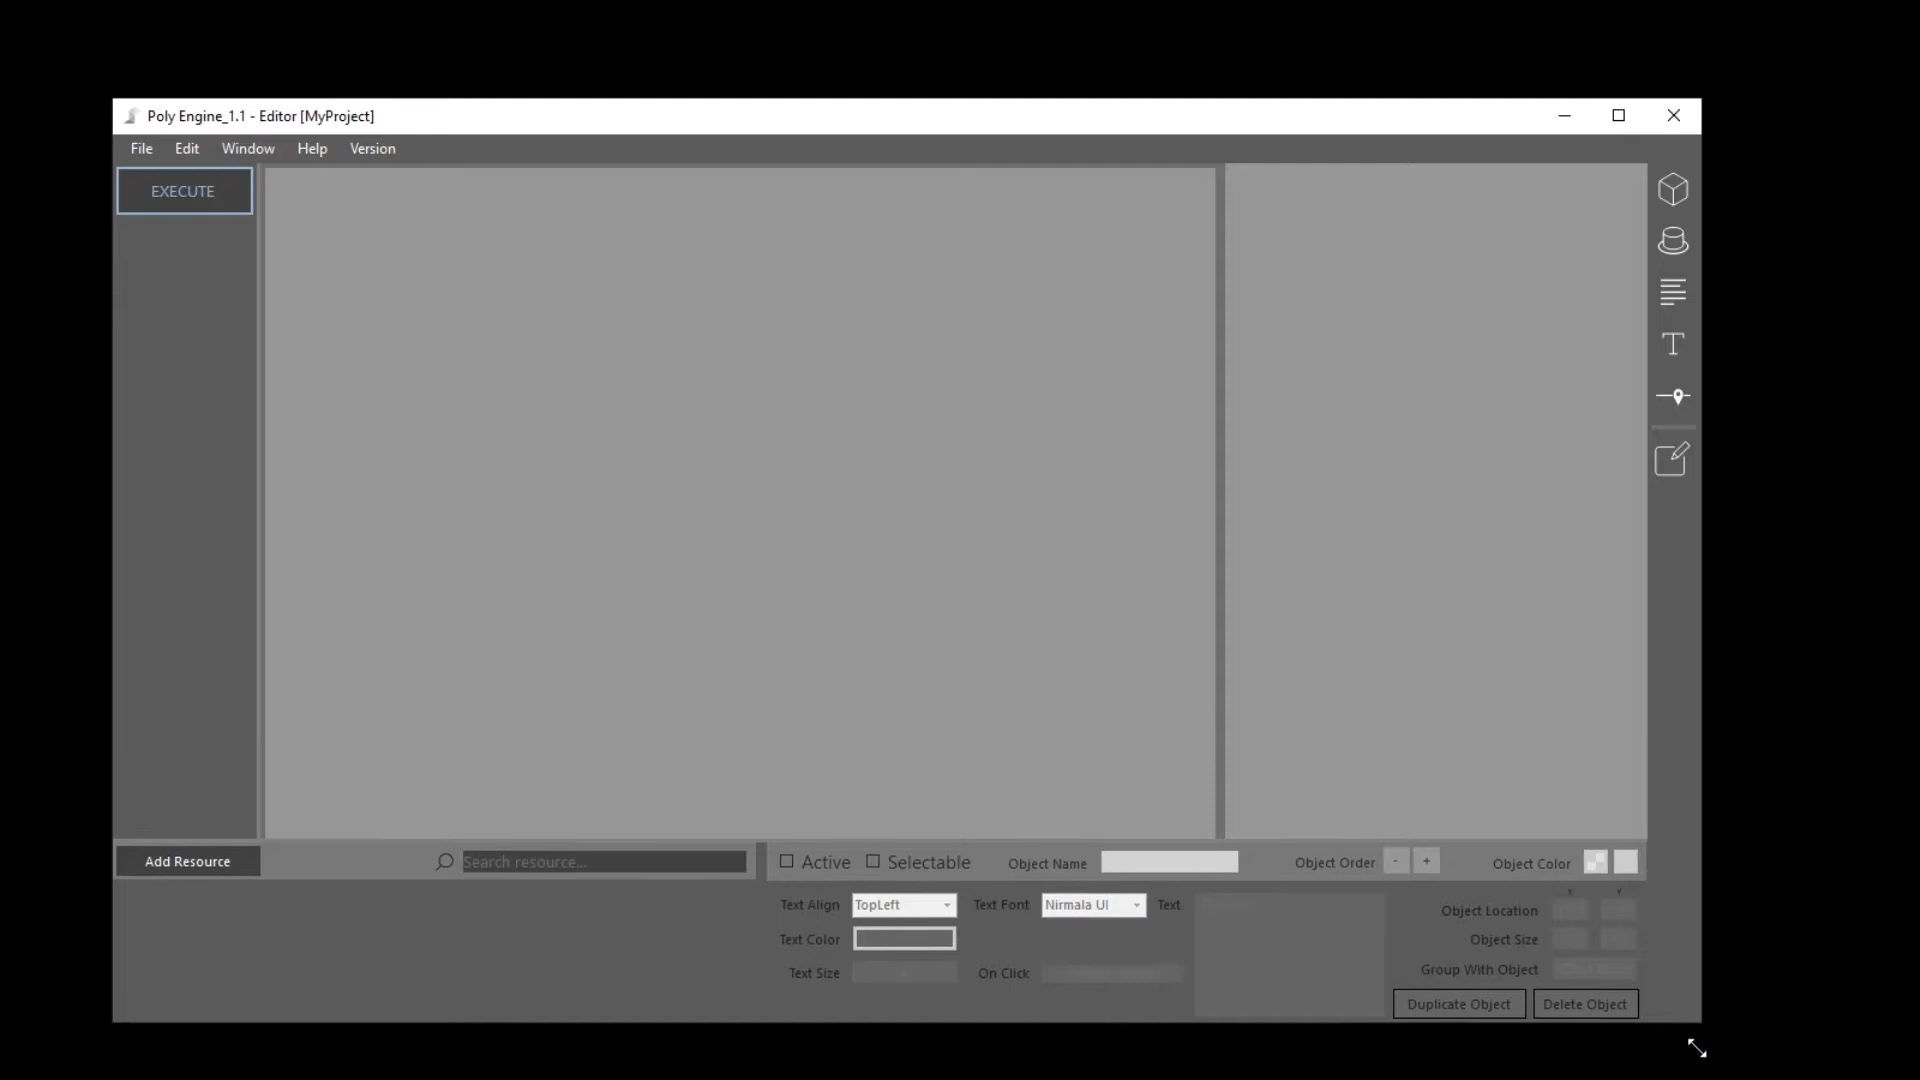 Poly Engine_1.1 - Editor [MyProject]
File Edit Window Help Version
EXECUTE
Add Resource
Search resource...
Active Selectable Object Name Object Order - + Object Color
Text Align TopLeft Text Font Nirmala UI Text
Text Color
Text Size On Click
X Y
Object Location
Object Size
Group With Object
Duplicate Object Delete Object